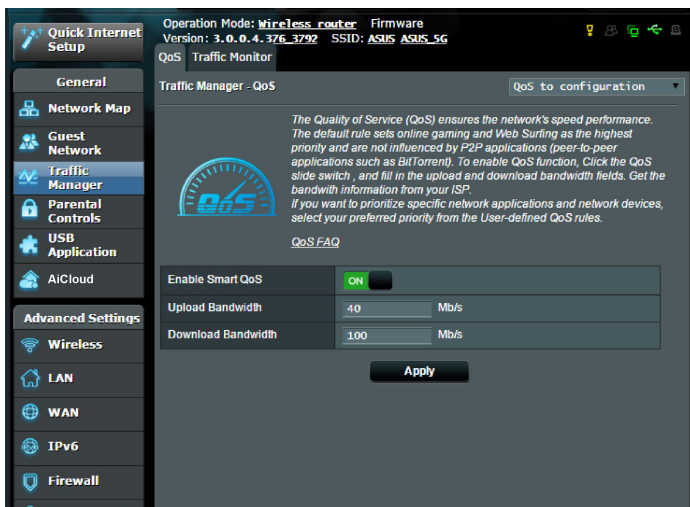 Quick Internet
Setup
Operation Mode: Wireless router Firmware
Version: 3.0.0.4.376_3792 SSID: ASUS ASUS_5G
QoS Traffic Monitor
General
Network Map
Guest
Network
Traffic
Manager
Parental
Controls
USB
Application
AiCloud
Advanced Settings
Wireless
LAN
WAN
IPv6
Firewall
Traffic Manager - QoS
QoS to configuration
The Quality of Service (QoS) ensures the network's speed performance.
The default rule sets online gaming and Web Surfing as the highest
priority and are not influenced by P2P applications (peer-to-peer
applications such as BitTorrent). To enable QoS function, Click the QoS
slide switch , and fill in the upload and download bandwidth fields. Get the
bandwith information from your ISP.
If you want to prioritize specific network applications and network devices,
select your preferred priority from the User-defined QoS rules.
QoS
QoS FAQ
Enable Smart QoS ON
Upload Bandwidth 40 Mb/s
Download Bandwidth 100 Mb/s
Apply